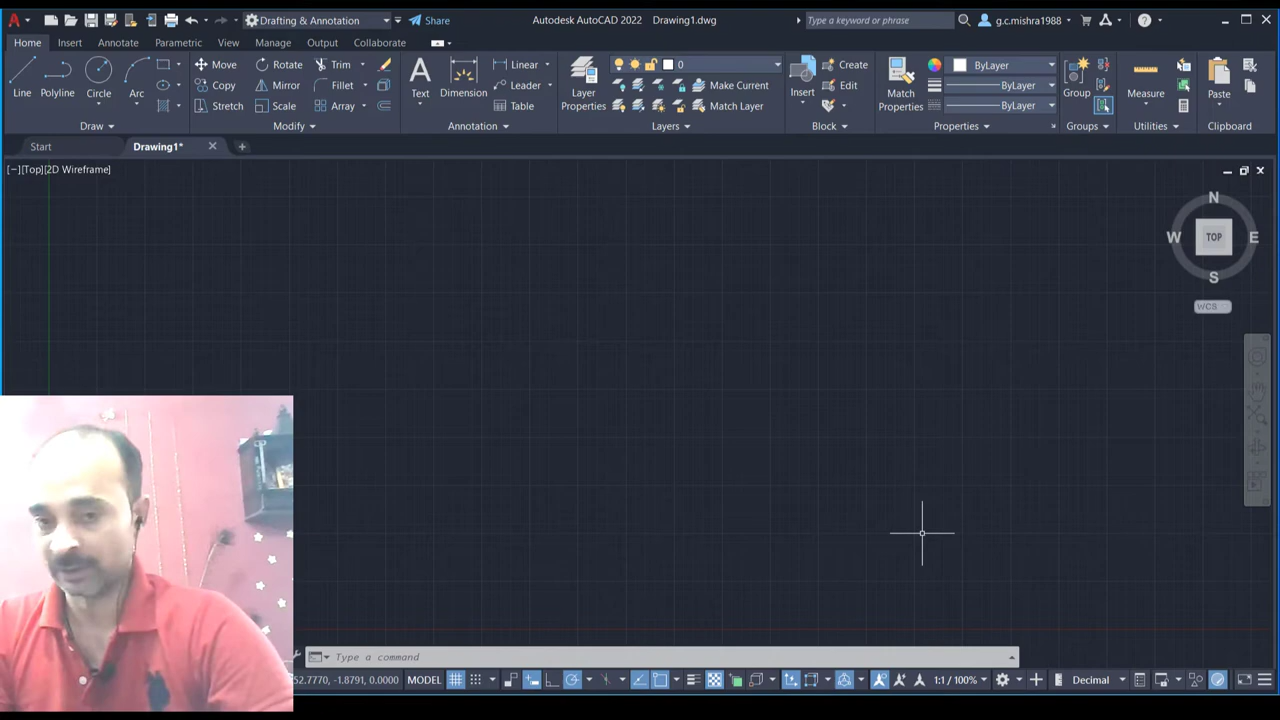 Drafting & Annotation Share Autodesk AutoCAD 2022 Drawing1.dwg Type a keyword or phrase g.c.mishra1988
Home Insert Annotate Parametric View Manage Output Collaborate
Move Rotate Trim Linear 0 Create ByLayer
Copy Mirror Fillet Leader Make Current Edit ByLayer
Line Polyline Circle Arc Text Dimension Layer Properties Insert Match Properties Group Measure Paste
Stretch Scale Array Table Match Layer ByLayer
Draw Modify Annotation Layers Block Properties Groups Utilities Clipboard
Start Drawing1*
[−][Top][2D Wireframe]
N
W TOP E
S
WCS
Type a command
52.7770, -1.8791, 0.0000 MODEL 1:1 / 100% Decimal